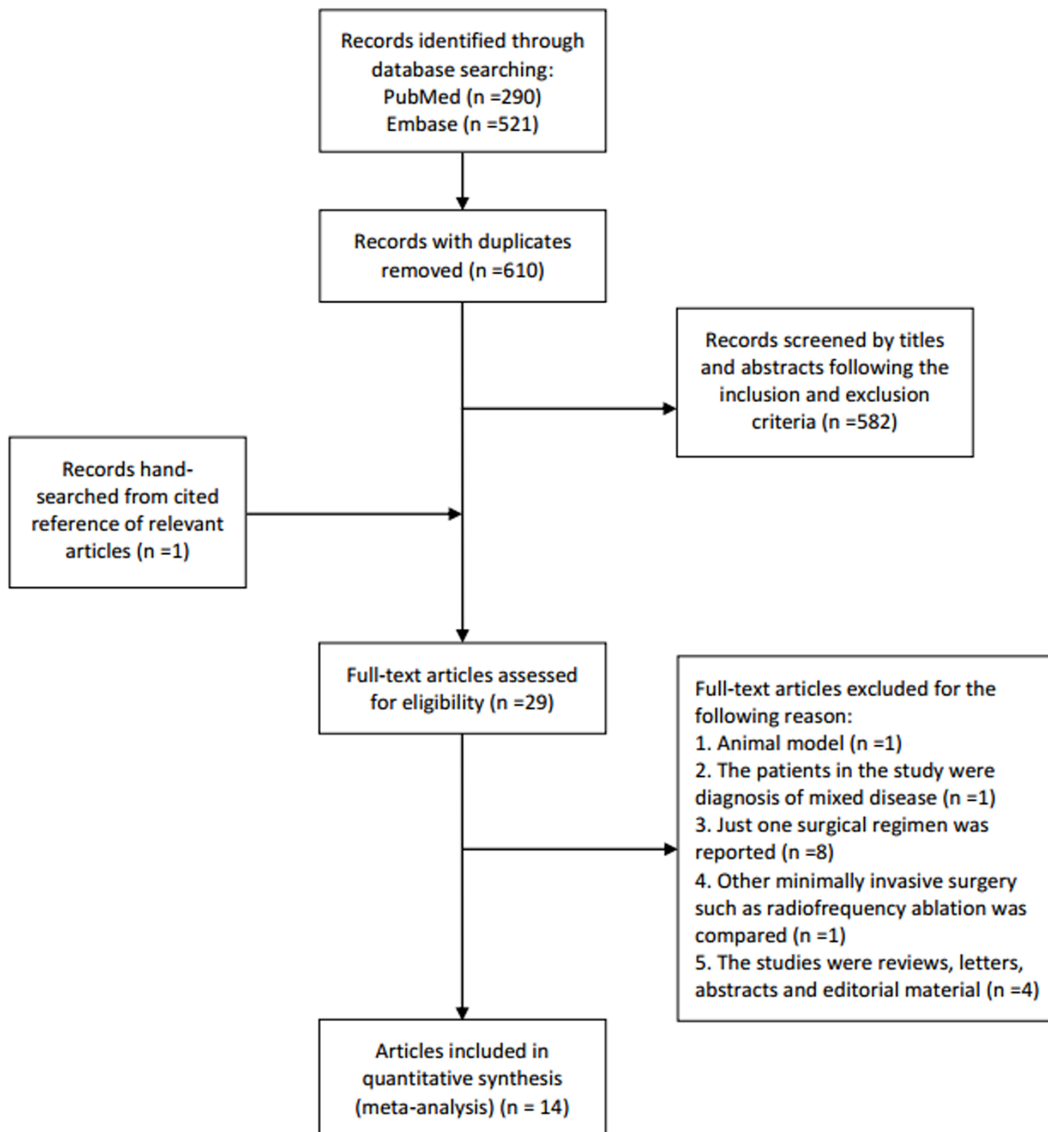 Records identified through
database searching:
PubMed (n =290)
Embase (n =521)
Records with duplicates
removed (n =610)
Records screened by titles
and abstracts following the
inclusion and exclusion
criteria (n =582)
Records hand-
searched from cited
reference of relevant
articles (n =1)
Full-text articles assessed
for eligibility (n =29)
Full-text articles excluded for the
following reason:
1. Animal model (n =1)
2. The patients in the study were
diagnosis of mixed disease (n =1)
3. Just one surgical regimen was
reported (n =8)
4. Other minimally invasive surgery
such as radiofrequency ablation was
compared (n =1)
5. The studies were reviews, letters,
abstracts and editorial material (n =4)
Articles included in
quantitative synthesis
(meta-analysis) (n = 14)